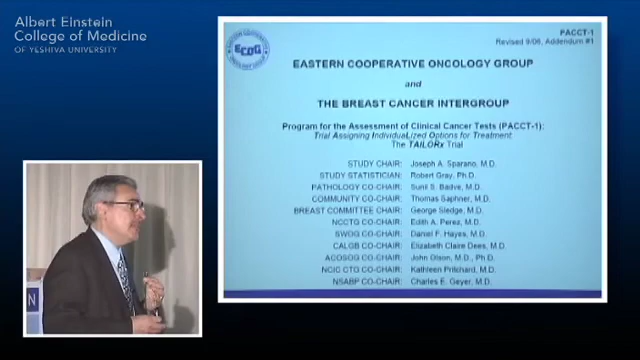 Albert Einstein
College of Medicine
OF YESHIVA UNIVERSITY
PACCT-1
Revised 9/06, Addendum #1
ECOG
EASTERN COOPERATIVE ONCOLOGY GROUP
and
THE BREAST CANCER INTERGROUP
Program for the Assessment of Clinical Cancer Tests (PACCT-1):
Trial Assigning IndividuaLized Options for Treatment:
The TAILORx Trial
STUDY CHAIR: Joseph A. Sparano, M.D.
STUDY STATISTICIAN: Robert Gray, Ph.D.
PATHOLOGY CO-CHAIR: Sunil S. Badve, M.D.
COMMUNITY CO-CHAIR: Thomas Saphner, M.D.
BREAST COMMITTEE CHAIR: George Sledge, M.D.
NCCTG CO-CHAIR: Edith A. Perez, M.D.
SWOG CO-CHAIR: Daniel F. Hayes, M.D.
CALGB CO-CHAIR: Elizabeth Claire Dees, M.D.
ACOSOG CO-CHAIR: John Olson, M.D., Ph.D.
NCIC CTG CO-CHAIR: Kathleen Pritchard, M.D.
NSABP CO-CHAIR: Charles E. Geyer, M.D.
N